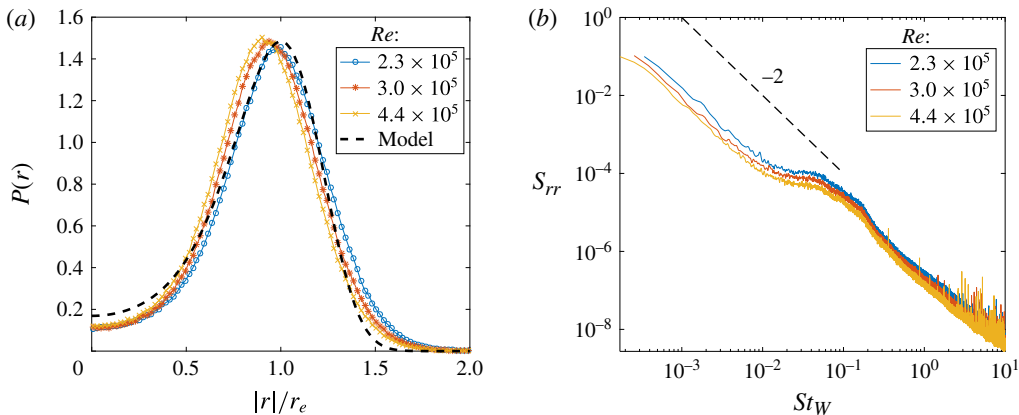 (a)
1.6
1.4
1.2
1.0
0.8
0.6
0.4
0.2
P(r)
0
0.5
1.0
1.5
2.0
|r|/r_e
Re:
2.3 × 10^5
3.0 × 10^5
4.4 × 10^5
Model
(b)
10^0
10^−2
10^−4
10^−6
10^−8
S_rr
−2
Re:
2.3 × 10^5
3.0 × 10^5
4.4 × 10^5
10^−3
10^−2
10^−1
10^0
10^1
St_W